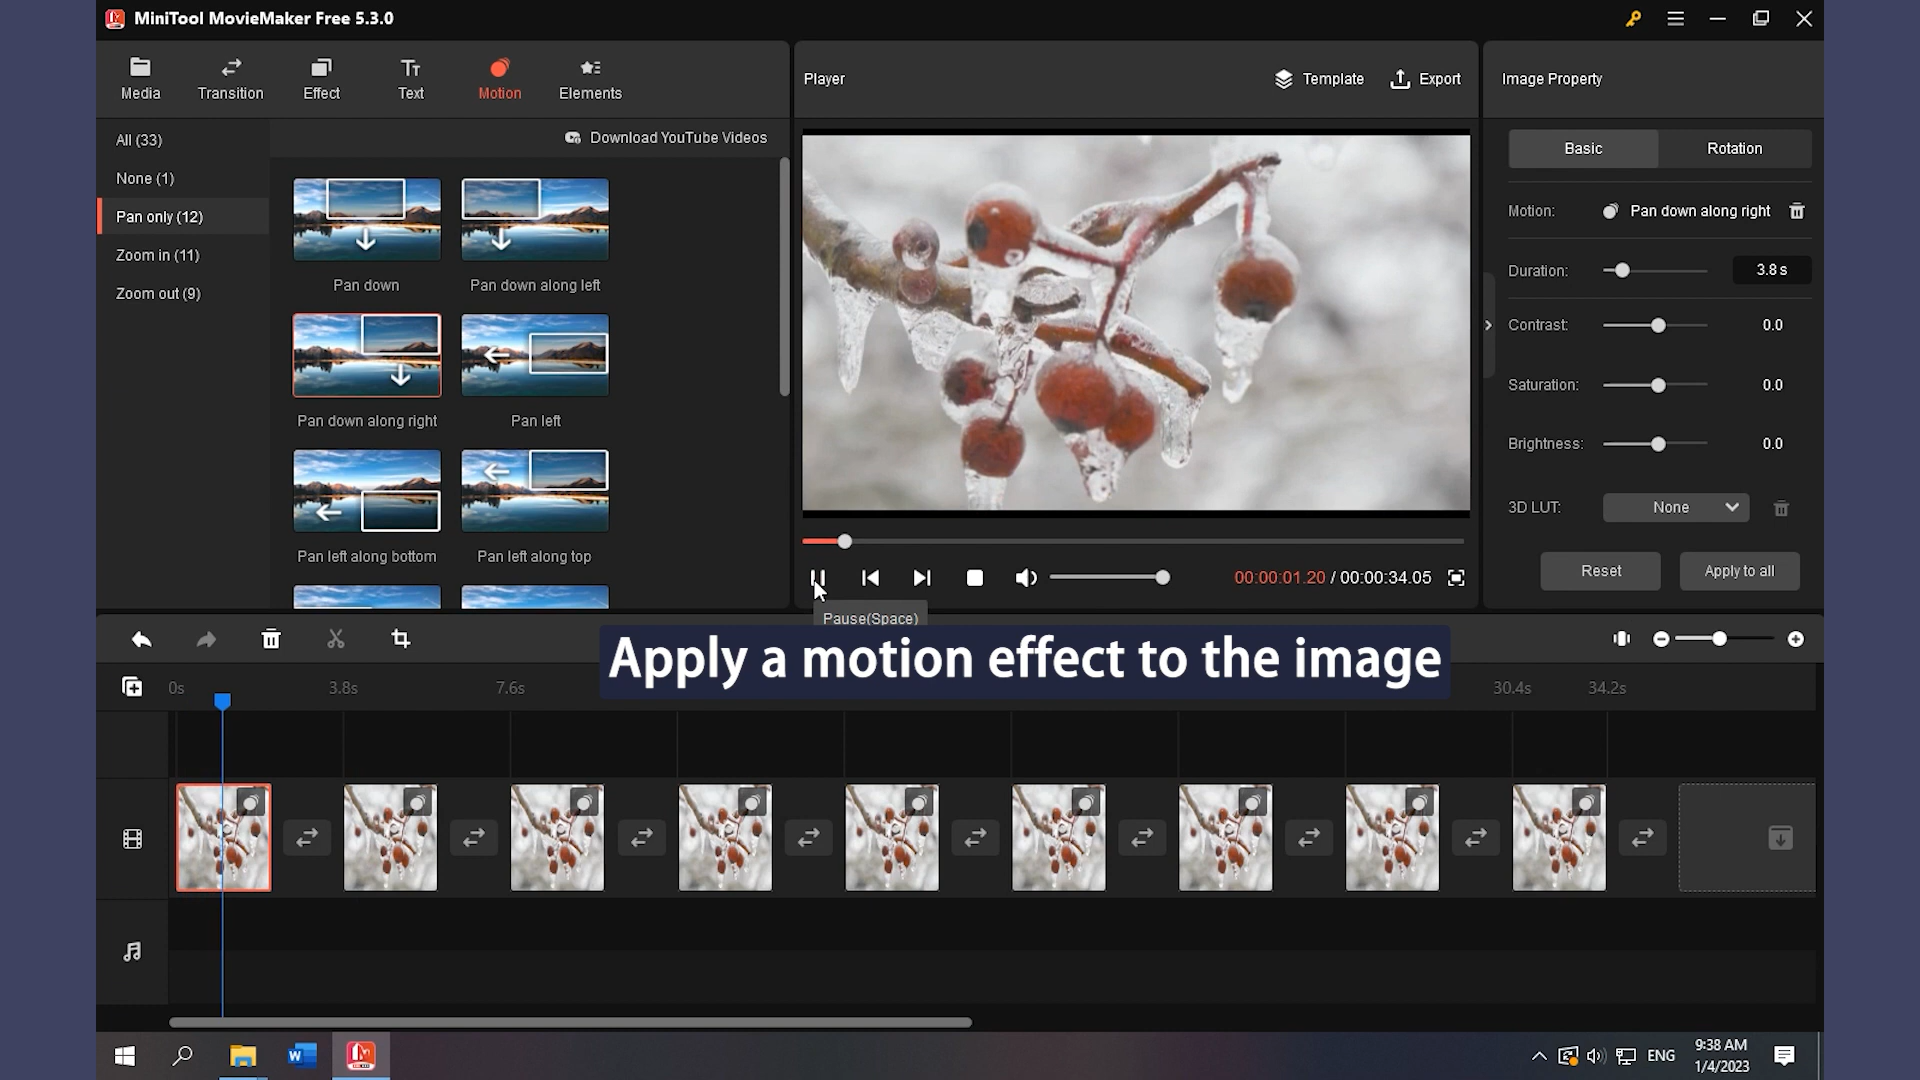 MiniTool MovieMaker Free 5.3.0
Media
Transition
Effect
Text
Motion
Elements
Player
Template
Export
Image Property
All (33)
None (1)
Pan only (12)
Zoom in (11)
Zoom out (9)
Download YouTube Videos
Pan down
Pan down along left
Pan down along right
Pan left
Pan left along bottom
Pan left along top
Basic
Rotation
Motion:
Pan down along right
Duration:
3.8 s
Contrast:
0.0
Saturation:
0.0
Brightness:
0.0
3D LUT:
None
Reset
Apply to all
00:00:01.20 / 00:00:34.05
Pause(Space)
Apply a motion effect to the image
0s
3.8s
7.6s
30.4s
34.2s
ENG
9:38 AM
1/4/2023